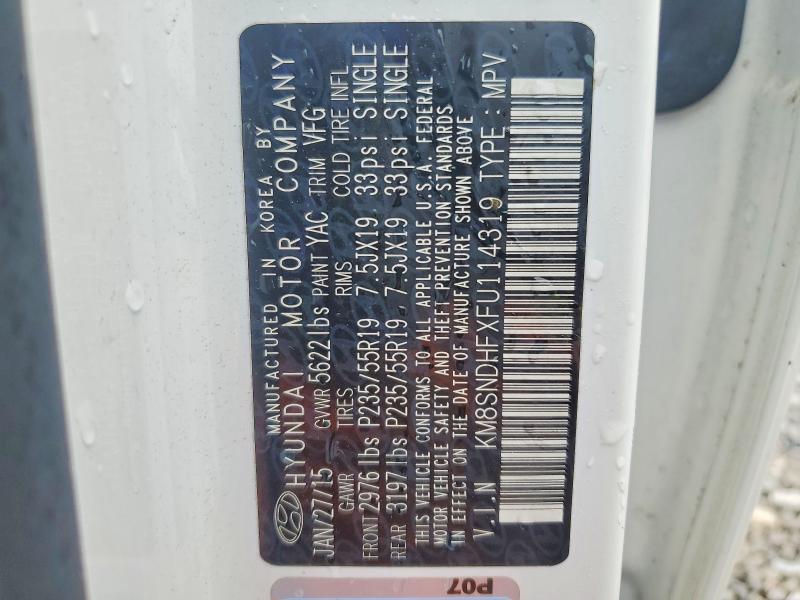 MANUFACTURED IN KOREA BY
HYUNDAI MOTOR COMPANY
JAN/27/15 GVWR 5622lbs PAINT YAC TRIM VFG
GAWR TIRES RIMS COLD TIRE INFL
FRONT 2976 lbs P235/55R19 7.5JX19 33psi SINGLE
REAR 3197 lbs P235/55R19 7.5JX19 33psi SINGLE
THIS VEHICLE CONFORMS TO ALL APPLICABLE U.S.A. FEDERAL
MOTOR VEHICLE SAFETY AND THEFT PREVENTION STANDARDS
IN EFFECT ON THE DATE OF MANUFACTURE SHOWN ABOVE
V.I.N KM8SNDHFXFU114319 TYPE : MPV
P07